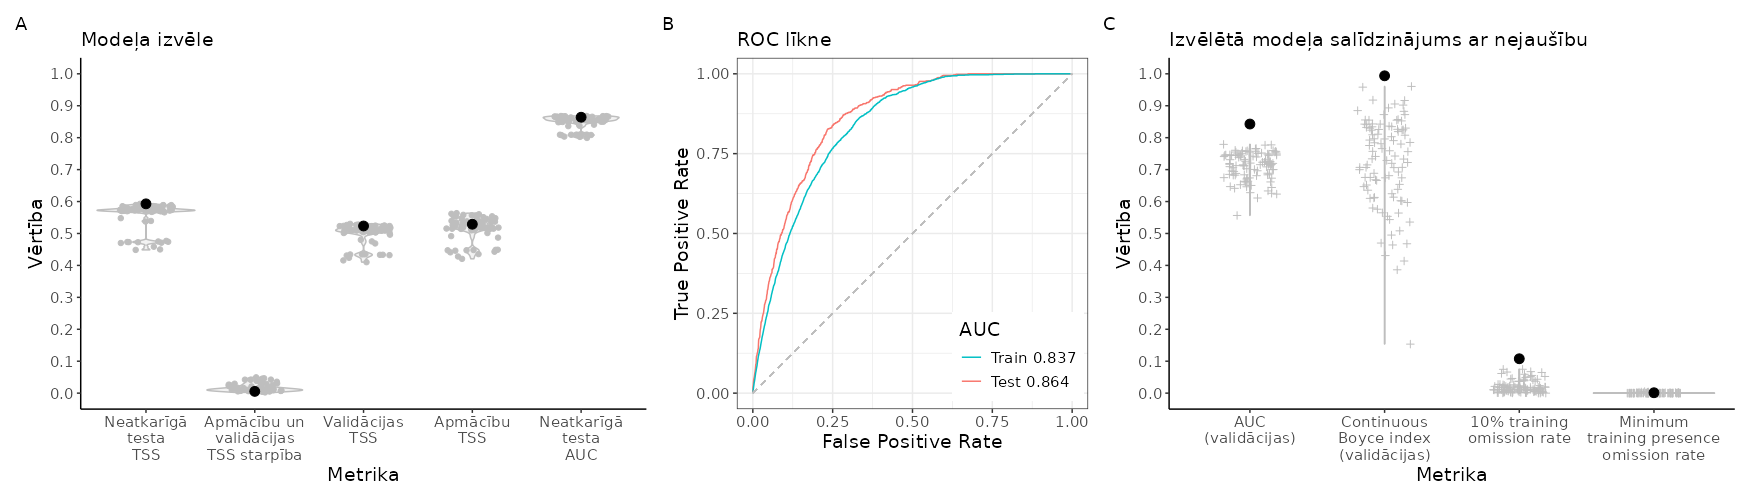 A
Modeļa izvēle
Vērtība
1.0
0.9
0.8
0.7
0.6
0.5
0.4
0.3
0.2
0.1
0.0
Neatkarīgā
testa
TSS
Apmācību un
validācijas
TSS starpība
Validācijas
TSS
Apmācību
TSS
Neatkarīgā
testa
AUC
Metrika
B
ROC līkne
True Positive Rate
1.00
0.75
0.50
0.25
0.00
AUC
Train 0.837
Test 0.864
0.00
0.25
0.50
0.75
1.00
False Positive Rate
C
Izvēlētā modeļa salīdzinājums ar nejaušību
Vērtība
1.0
0.9
0.8
0.7
0.6
0.5
0.4
0.3
0.2
0.1
0.0
AUC
(validācijas)
Continuous
Boyce index
(validācijas)
10% training
omission rate
Minimum
training presence
omission rate
Metrika